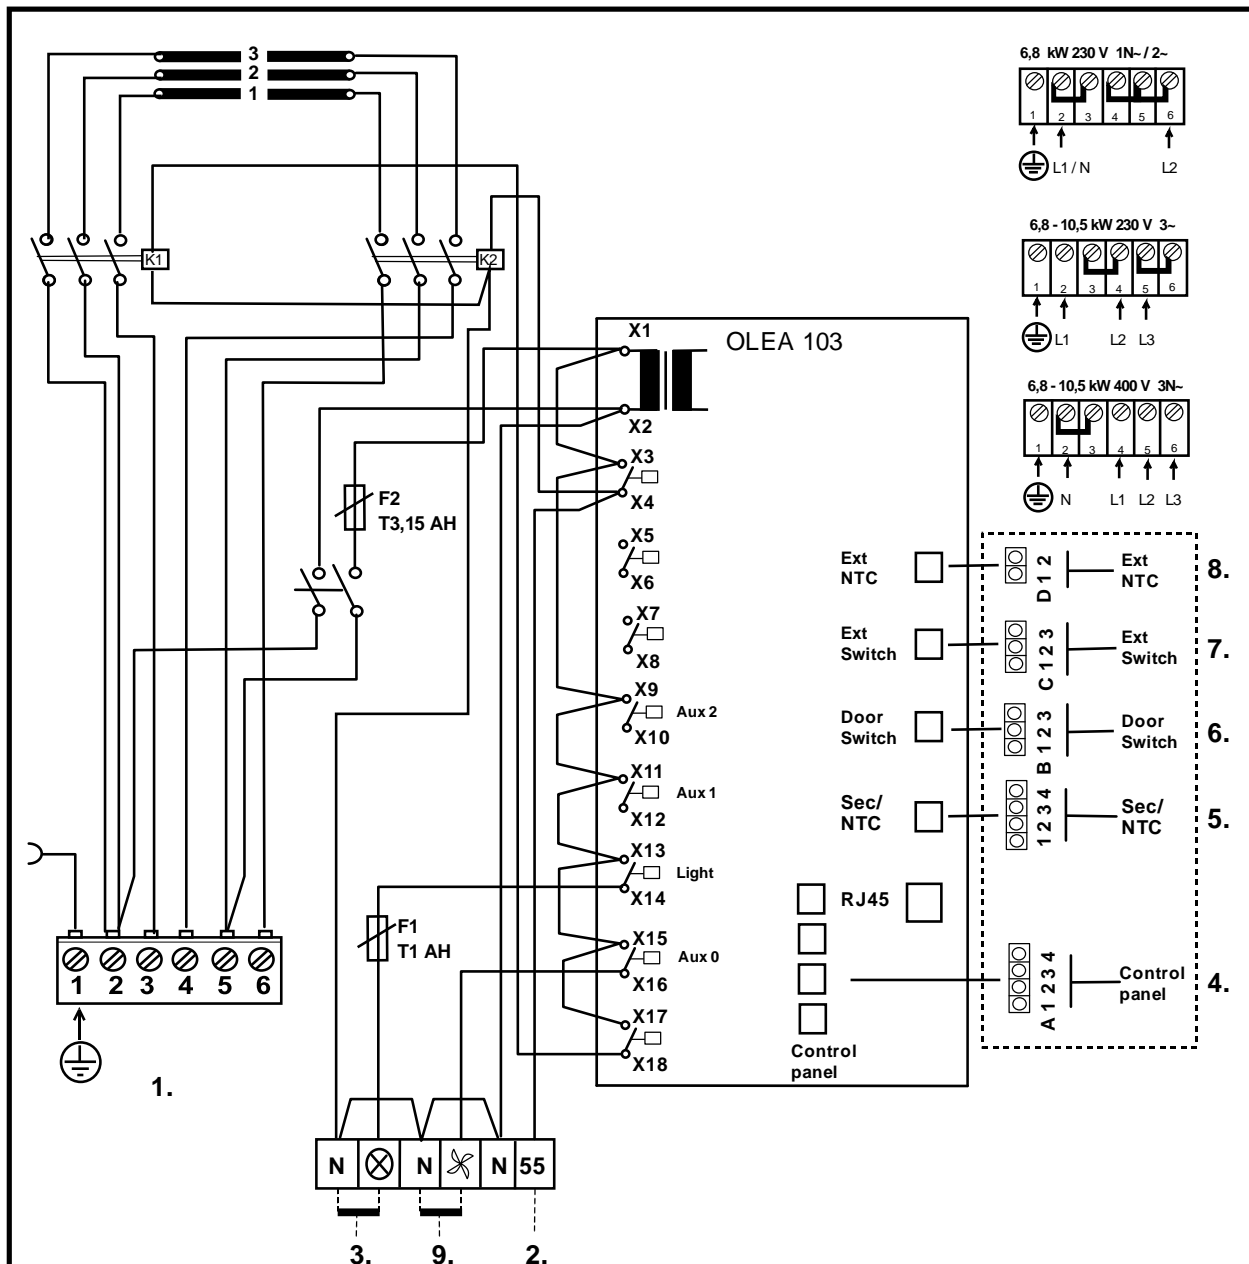 3
2
1
K1
K2
6,8 kW 230 V 1N~ / 2~
1 2 3 4 5 6
L1 / N L2
6,8 - 10,5 kW 230 V 3~
1 2 3 4 5 6
L1 L2 L3
6,8 - 10,5 kW 400 V 3N~
1 2 3 4 5 6
N L1 L2 L3
OLEA 103
X1
X2
X3
X4
X5
X6
X7
X8
X9
Aux 2
X10
X11
Aux 1
X12
X13
Light
X14
X15
Aux 0
X16
X17
X18
F2
T3,15 AH
F1
T1 AH
Ext
NTC
D 1 2
Ext
NTC
8.
Ext
Switch
C 1 2 3
Ext
Switch
7.
Door
Switch
B 1 2 3
Door
Switch
6.
Sec/
NTC
1 2 3 4
Sec/
NTC
5.
RJ45
A 1 2 3 4
Control
panel
4.
Control
panel
1 2 3 4 5 6
1.
N N N 55
3. 9. 2.